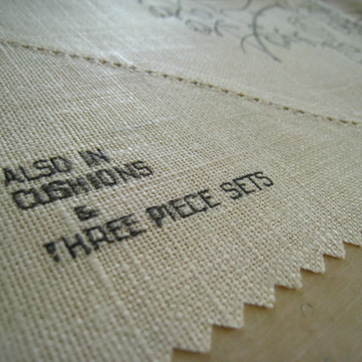 ALSO IN
CUSHIONS
&
THREE PIECE SETS